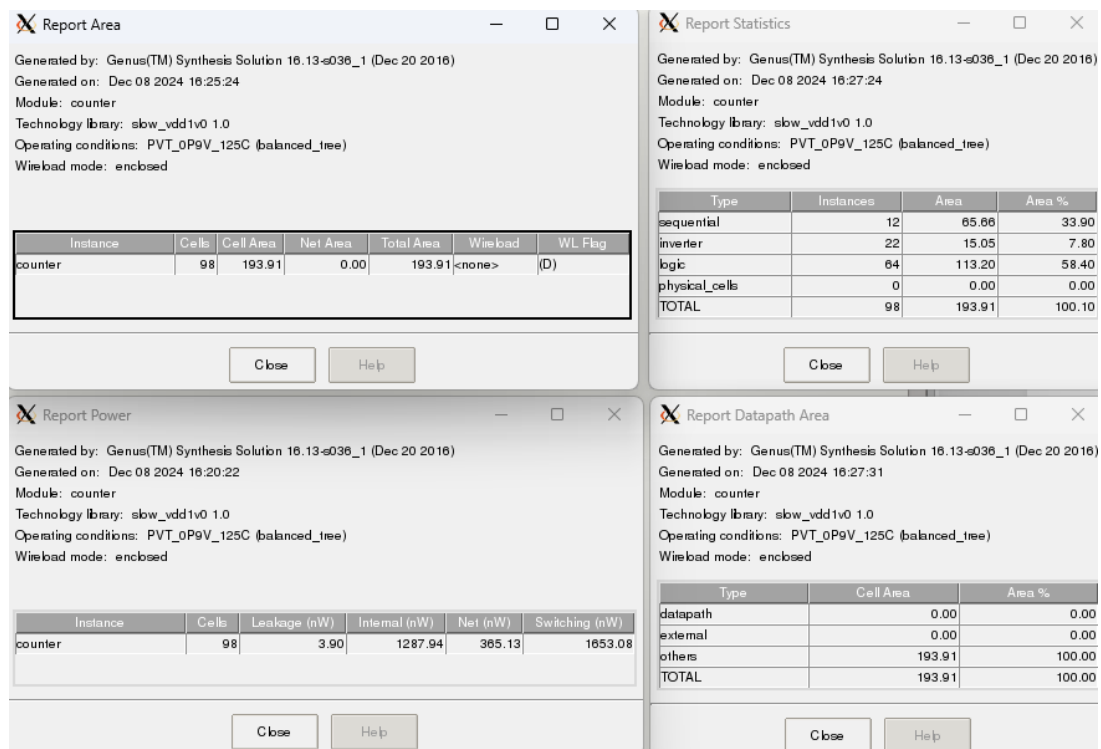 Report Area
Generated by: Genus(TM) Synthesis Solution 16.13-s036_1 (Dec 20 2016)
Generated on: Dec 08 2024 16:25:24
Module: counter
Technology library: slow_vdd1v0 1.0
Operating conditions: PVT_0P9V_125C (balanced_tree)
Wireload mode: enclosed
Instance Cells Cell Area Net Area Total Area Wireload WL Flag
counter 98 193.91 0.00 193.91 <none> (D)
Close Help
Report Statistics
Generated by: Genus(TM) Synthesis Solution 16.13-s036_1 (Dec 20 2016)
Generated on: Dec 08 2024 16:27:24
Module: counter
Technology library: slow_vdd1v0 1.0
Operating conditions: PVT_0P9V_125C (balanced_tree)
Wireload mode: enclosed
Type Instances Area Area %
sequential 12 65.66 33.90
inverter 22 15.05 7.80
logic 64 113.20 58.40
physical_cells 0 0.00 0.00
TOTAL 98 193.91 100.10
Close Help
Report Power
Generated by: Genus(TM) Synthesis Solution 16.13-s036_1 (Dec 20 2016)
Generated on: Dec 08 2024 16:20:22
Module: counter
Technology library: slow_vdd1v0 1.0
Operating conditions: PVT_0P9V_125C (balanced_tree)
Wireload mode: enclosed
Instance Cells Leakage (nW) Internal (nW) Net (nW) Switching (nW)
counter 98 3.90 1287.94 365.13 1653.08
Close Help
Report Datapath Area
Generated by: Genus(TM) Synthesis Solution 16.13-s036_1 (Dec 20 2016)
Generated on: Dec 08 2024 16:27:31
Module: counter
Technology library: slow_vdd1v0 1.0
Operating conditions: PVT_0P9V_125C (balanced_tree)
Wireload mode: enclosed
Type Cell Area Area %
datapath 0.00 0.00
external 0.00 0.00
others 193.91 100.00
TOTAL 193.91 100.00
Close Help